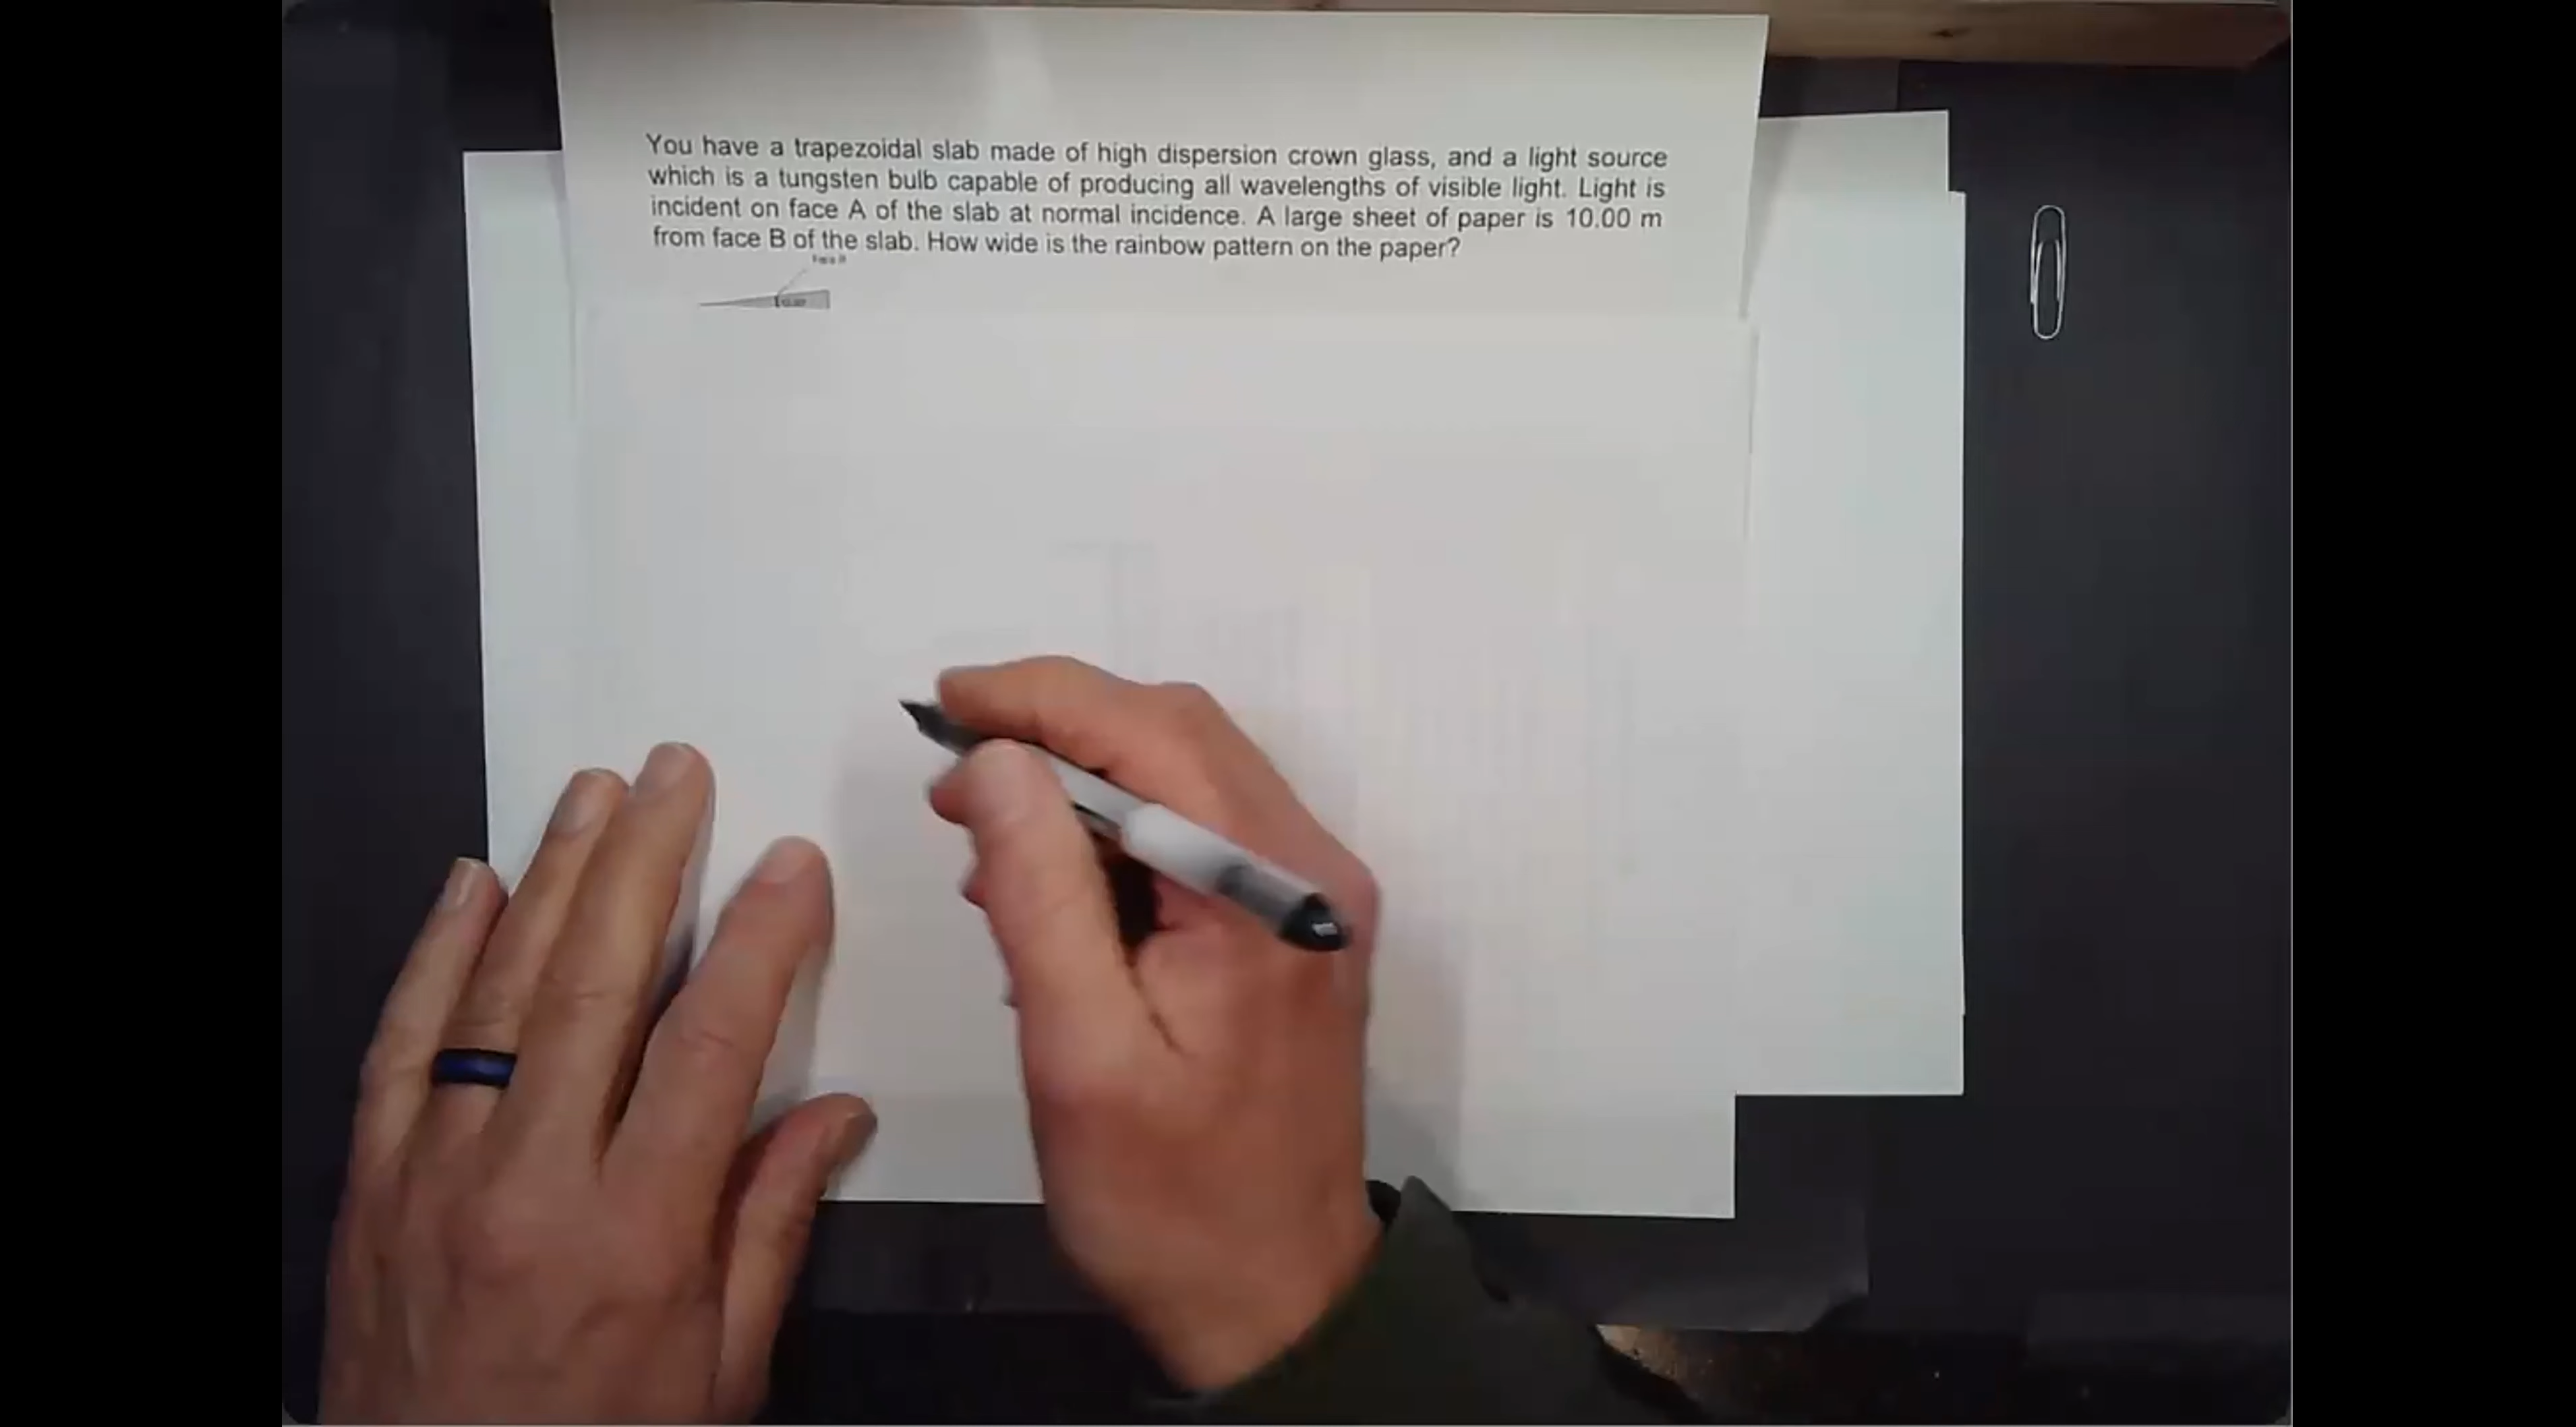 You have a trapezoidal slab made of high dispersion crown glass, and a light source
which is a tungsten bulb capable of producing all wavelengths of visible light. Light is
incident on face A of the slab at normal incidence. A large sheet of paper is 10.00 m
from face B of the slab. How wide is the rainbow pattern on the paper?